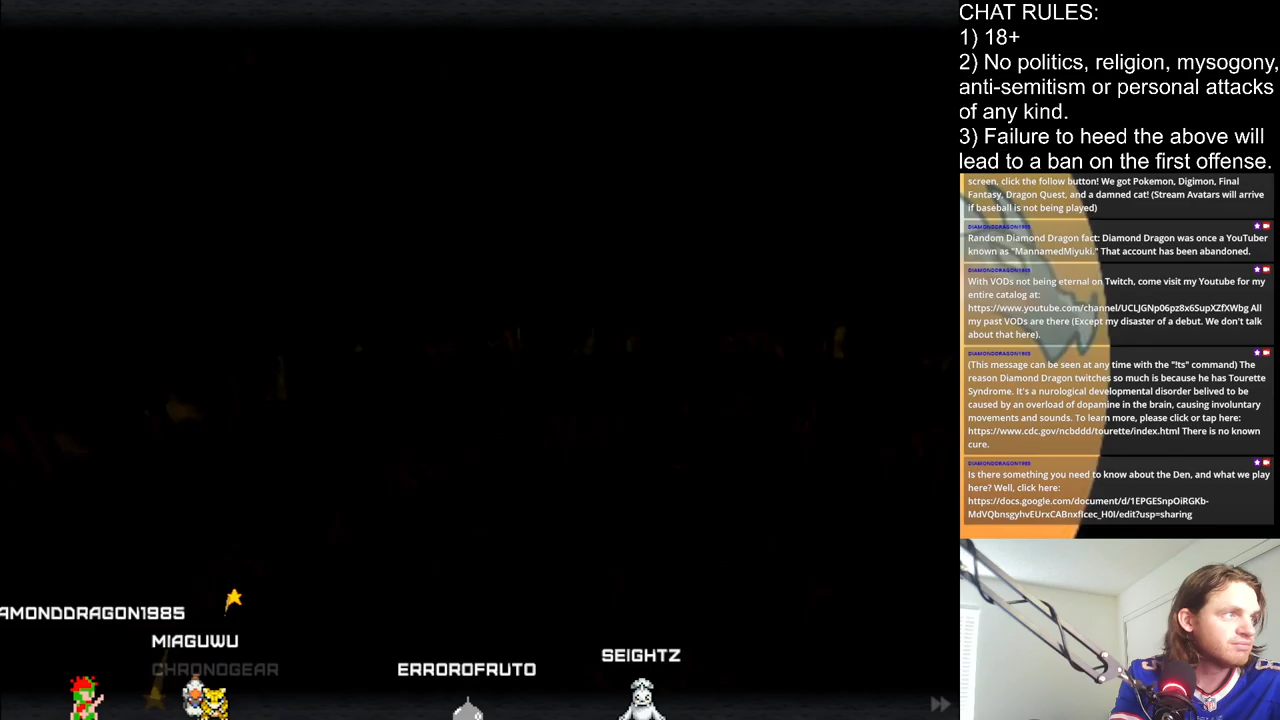 CHAT RULES:
1) 18+
2) No politics, religion, mysogony,
anti-semitism or personal attacks
of any kind.
3) Failure to heed the above will
lead to a ban on the first offense.
screen, click the follow button! We got Pokemon, Digimon, Final
Fantasy, Dragon Quest, and a damned cat! (Stream Avatars will arrive
if baseball is not being played)
DIAMONDDRAGON1985
Random Diamond Dragon fact: Diamond Dragon was once a YouTuber
known as "MannamedMiyuki." That account has been abandoned.
DIAMONDDRAGON1985
With VODs not being eternal on Twitch, come visit my Youtube for my
entire catalog at:
https://www.youtube.com/channel/UCLJGNp06pz8x6SupXZfXWbg All
my past VODs are there (Except my disaster of a debut. We don't talk
about that here).
DIAMONDDRAGON1985
(This message can be seen at any time with the "!ts" command) The
reason Diamond Dragon twitches so much is because he has Tourette
Syndrome. It's a nurological developmental disorder belived to be
caused by an overload of dopamine in the brain, causing involuntary
movements and sounds. To learn more, please click or tap here:
https://www.cdc.gov/ncbddd/tourette/index.html There is no known
cure.
DIAMONDDRAGON1985
Is there something you need to know about the Den, and what we play
here? Well, click here:
https://docs.google.com/document/d/1EPGESnpOiRGKb-
MdVQbnsgyhvEUrxCABnxfIcec_H0I/edit?usp=sharing
AMONDDRAGON1985
MIAGUWU
CHRONOGEAR
ERROROFRUTO
SEIGHTZ